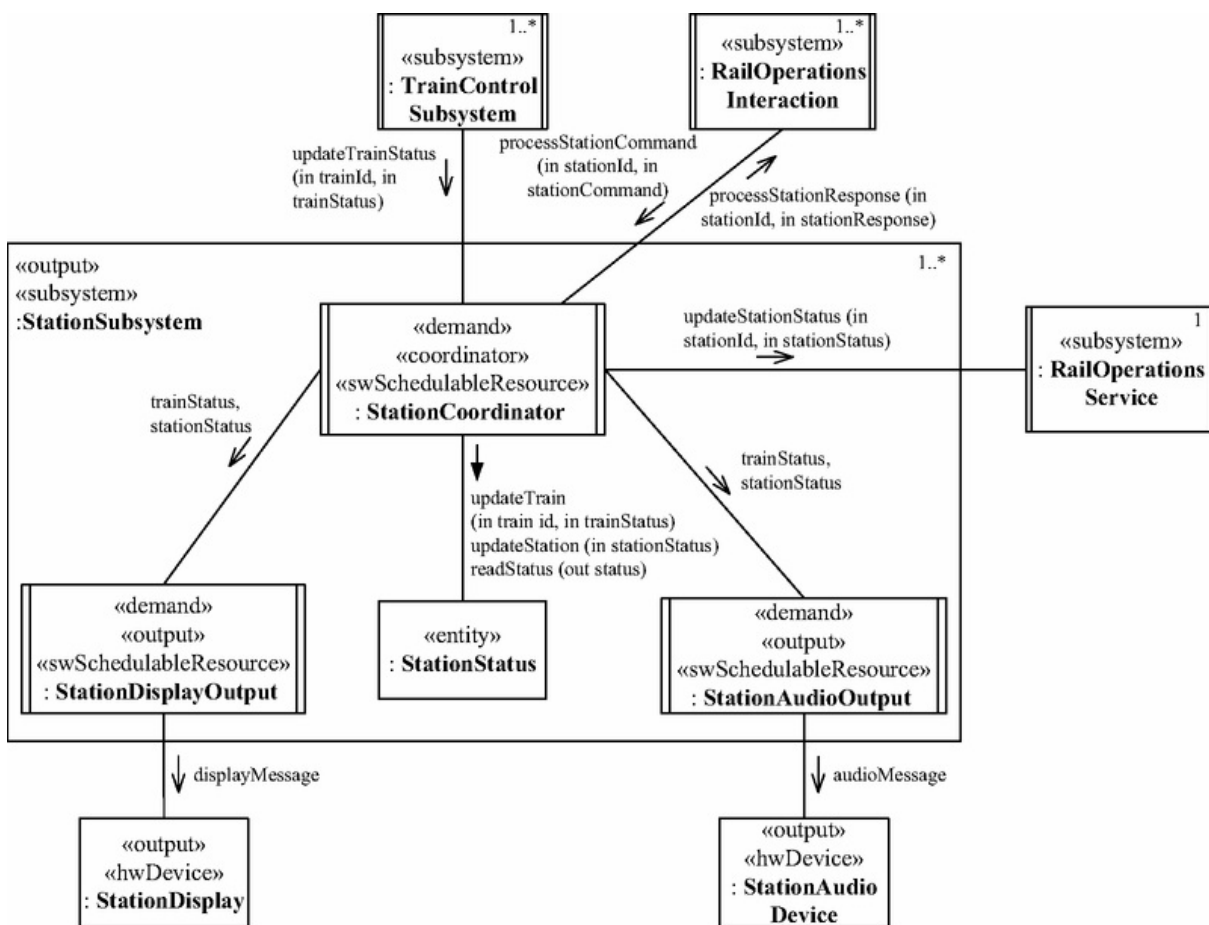 1..*
«subsystem»
: TrainControl
Subsystem
1..*
«subsystem»
: RailOperations
Interaction
updateTrainStatus
(in trainId, in
trainStatus)
processStationCommand
(in stationId, in
stationCommand)
processStationResponse (in
stationId, in stationResponse)
«output»
«subsystem»
:StationSubsystem
1..*
«demand»
«coordinator»
«swSchedulableResource»
: StationCoordinator
updateStationStatus (in
stationId, in stationStatus)
1
«subsystem»
: RailOperations
Service
trainStatus,
stationStatus
updateTrain
(in train id, in trainStatus)
updateStation (in stationStatus)
readStatus (out status)
trainStatus,
stationStatus
«demand»
«output»
«swSchedulableResource»
: StationDisplayOutput
«entity»
: StationStatus
«demand»
«output»
«swSchedulableResource»
: StationAudioOutput
displayMessage
audioMessage
«output»
«hwDevice»
: StationDisplay
«output»
«hwDevice»
: StationAudio
Device